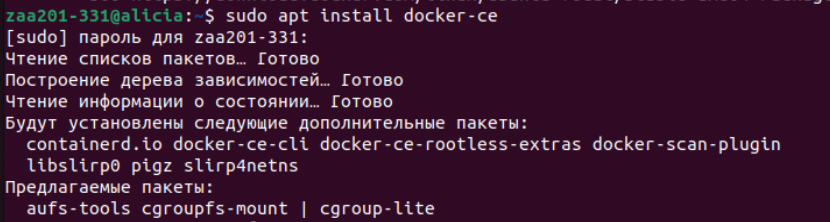 zaa201-331@alicia:~$ sudo apt install docker-ce
[sudo] пароль для zaa201-331:
Чтение списков пакетов… Готово
Построение дерева зависимостей… Готово
Чтение информации о состоянии… Готово
Будут установлены следующие дополнительные пакеты:
containerd.io docker-ce-cli docker-ce-rootless-extras docker-scan-plugin
libslirp0 pigz slirp4netns
Предлагаемые пакеты:
aufs-tools cgroupfs-mount | cgroup-lite